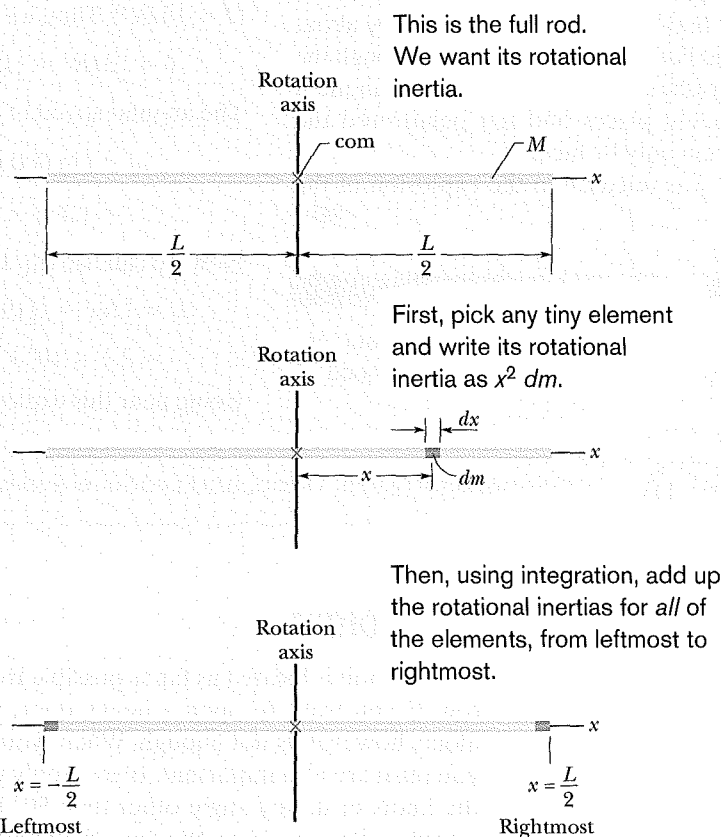 This is the full rod.
We want its rotational
inertia.
Rotation
axis
com
M
x
L/2
L/2
First, pick any tiny element
and write its rotational
inertia as x² dm.
Rotation
axis
dx
x
x
dm
Then, using integration, add up
the rotational inertias for all of
the elements, from leftmost to
rightmost.
Rotation
axis
x
x = -L/2
x = L/2
Leftmost
Rightmost